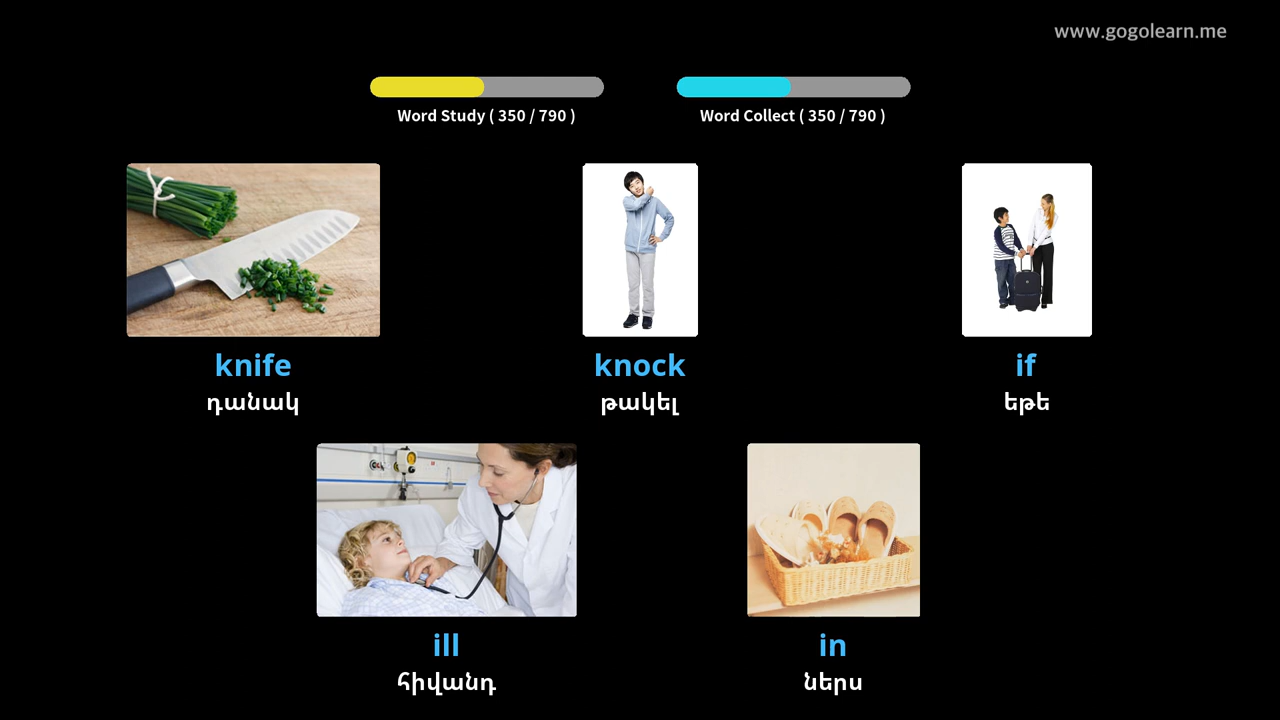 www.gogolearn.me
Word Study ( 350 / 790 )
Word Collect ( 350 / 790 )
knife
դանակ
knock
թակել
if
եթե
ill
հիվանդ
in
ներս